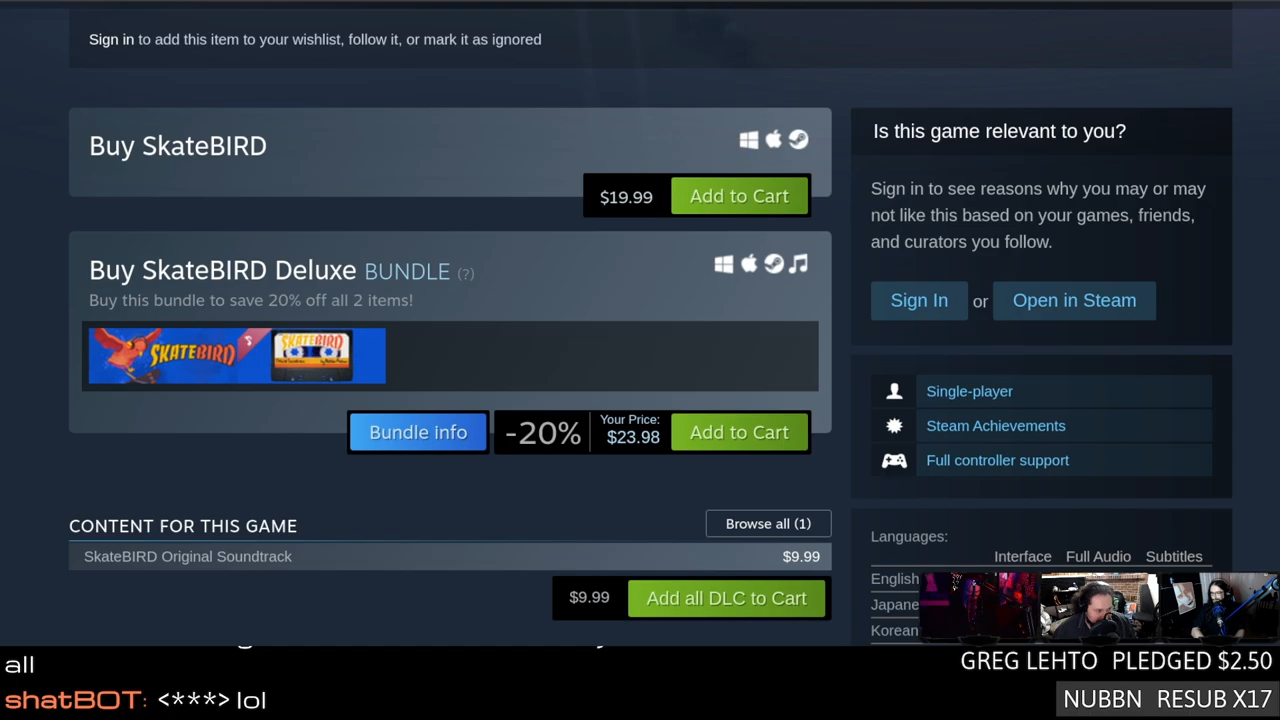 Sign in to add this item to your wishlist, follow it, or mark it as ignored
Buy SkateBIRD
$19.99
Add to Cart
Buy SkateBIRD Deluxe BUNDLE (?)
Buy this bundle to save 20% off all 2 items!
SKATEBIRD
SKATEBIRD
Bundle info
-20%
Your Price:
$23.98
Add to Cart
CONTENT FOR THIS GAME
Browse all (1)
SkateBIRD Original Soundtrack
$9.99
$9.99
Add all DLC to Cart
Is this game relevant to you?
Sign in to see reasons why you may or may
not like this based on your games, friends,
and curators you follow.
Sign In or Open in Steam
Single-player
Steam Achievements
Full controller support
Languages:
Interface Full Audio Subtitles
English
Japane
Korean
all
shatBOT: <***> lol
GREG LEHTO PLEDGED $2.50
NUBBN RESUB X17